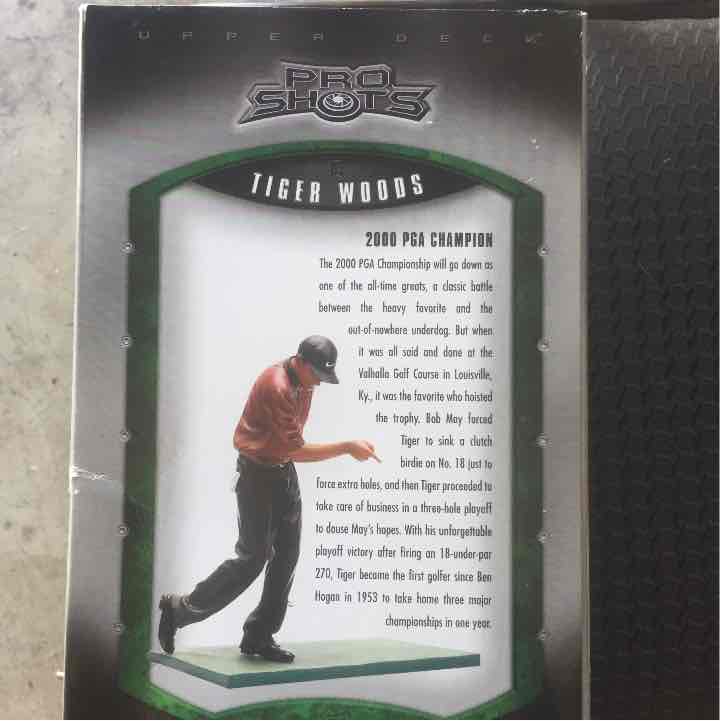 UPPER DECK
PRO
SHOTS
TIGER WOODS
2000 PGA CHAMPION
The 2000 PGA Championship will go down as
one of the all-time greats, a classic battle
between the heavy favorite and the
out-of-nowhere underdog. But when
it was all said and done at the
Valhalla Golf Course in Louisville,
Ky., it was the favorite who hoisted
the trophy. Bob May forced
Tiger to sink a clutch
birdie on No. 18 just to
force extra holes, and then Tiger proceeded to
take care of business in a three-hole playoff
to douse May's hopes. With his unforgettable
playoff victory after firing an 18-under-par
270, Tiger became the first golfer since Ben
Hogan in 1953 to take home three major
championships in one year.